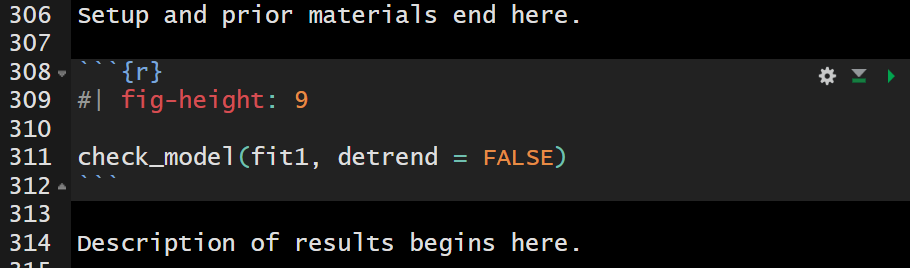 306 Setup and prior materials end here.
307
308 ```{r}
309 #| fig-height: 9
310
311 check_model(fit1, detrend = FALSE)
312 ```
313
314 Description of results begins here.
315